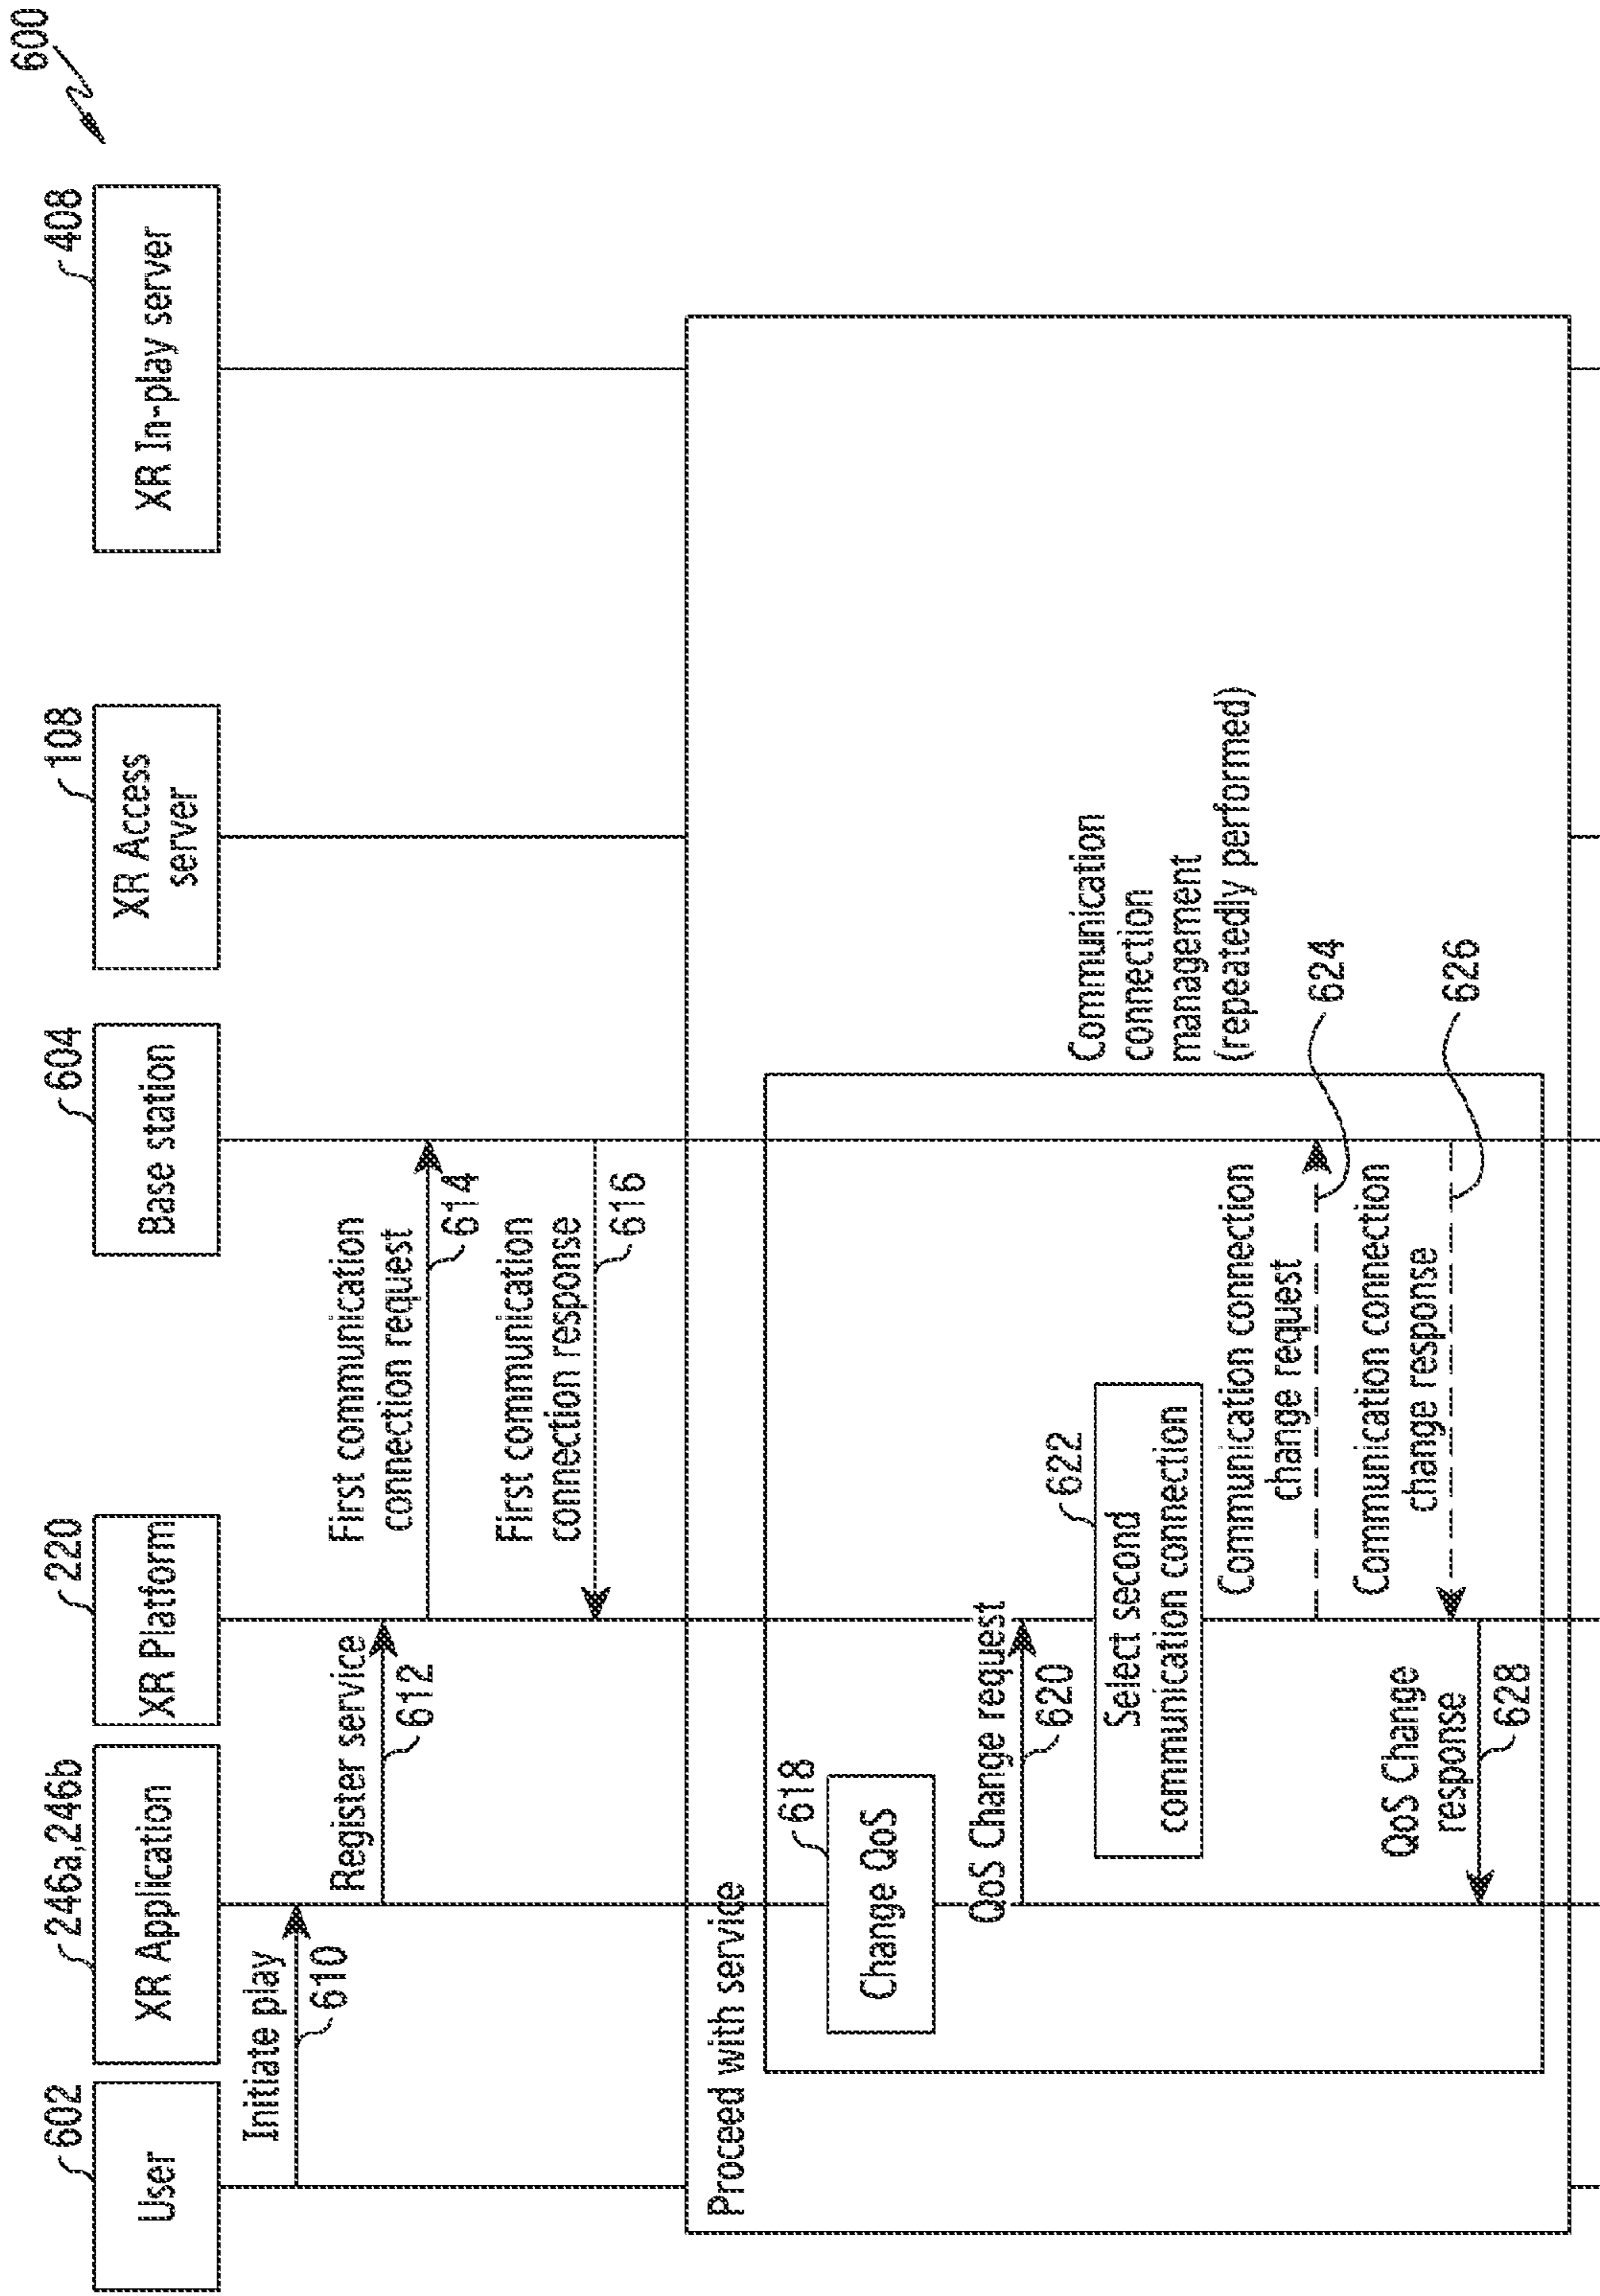 600
602
246a,246b
220
604
108
408
User
XR Application
XR Platform
Base station
XR Access
server
XR In-play server
Initiate play
610
Register service
612
First communication
connection request
614
First communication
connection response
616
Proceed with service
618
Change QoS
QoS Change request
620
622
Select second
communication connection
Communication
connection
management
(repeatedly performed)
Communication connection
change request
624
Communication connection
change response
626
QoS Change
response
628